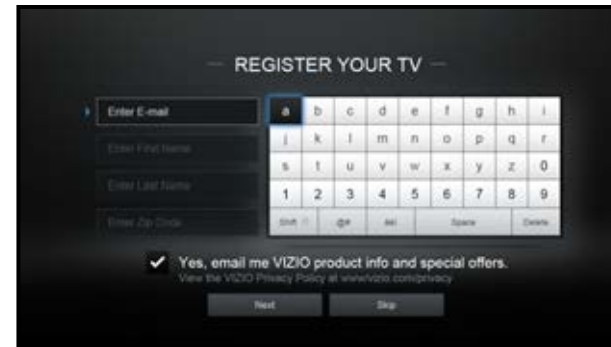 REGISTER YOUR TV
Enter E-mail
Enter First Name
Enter Last Name
Enter Zip Code
a b c d e f g h i
j k l m n o p q r
s t u v w x y z 0
1 2 3 4 5 6 7 8 9
Shift @# àéî Space Delete
Yes, email me VIZIO product info and special offers.
View the VIZIO Privacy Policy at www.vizio.com/privacy
Next Skip